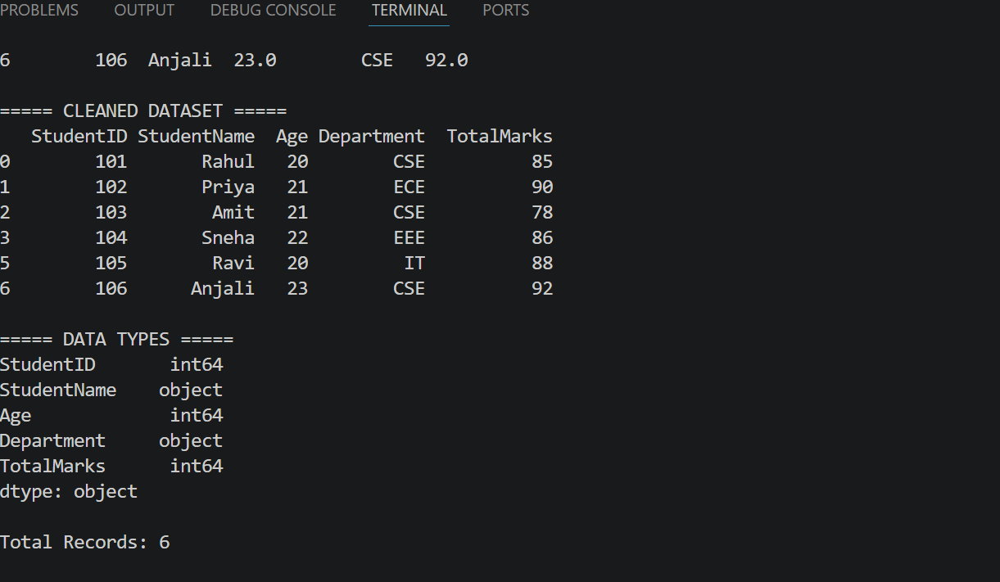 PROBLEMS OUTPUT DEBUG CONSOLE TERMINAL PORTS
6        106  Anjali  23.0        CSE   92.0
===== CLEANED DATASET =====
   StudentID StudentName  Age Department  TotalMarks
0        101       Rahul   20        CSE          85
1        102       Priya   21        ECE          90
2        103        Amit   21        CSE          78
3        104       Sneha   22        EEE          86
5        105        Ravi   20         IT          88
6        106      Anjali   23        CSE          92
===== DATA TYPES =====
StudentID       int64
StudentName    object
Age             int64
Department     object
TotalMarks      int64
dtype: object
Total Records: 6